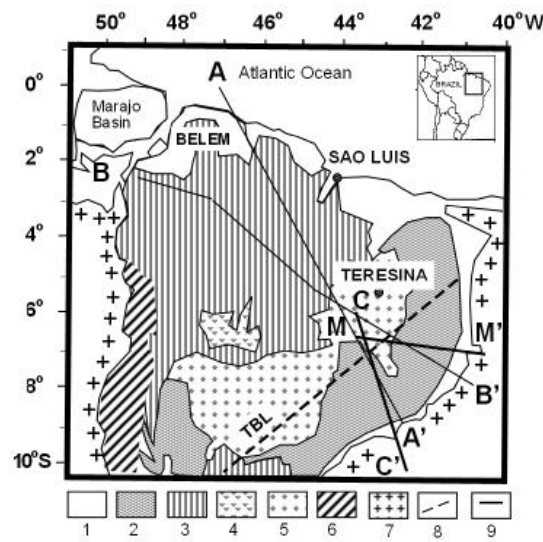 50 48 46 44 42 40°W
0°
2°
4°
6°
8°
10°S
A Atlantic Ocean
BRAZIL
Marajo
Basin
BELEM
SAO LUIS
B
TERESINA
C
M
M'
B'
TBL
A'
C'
1 2 3 4 5 6 7 8 9